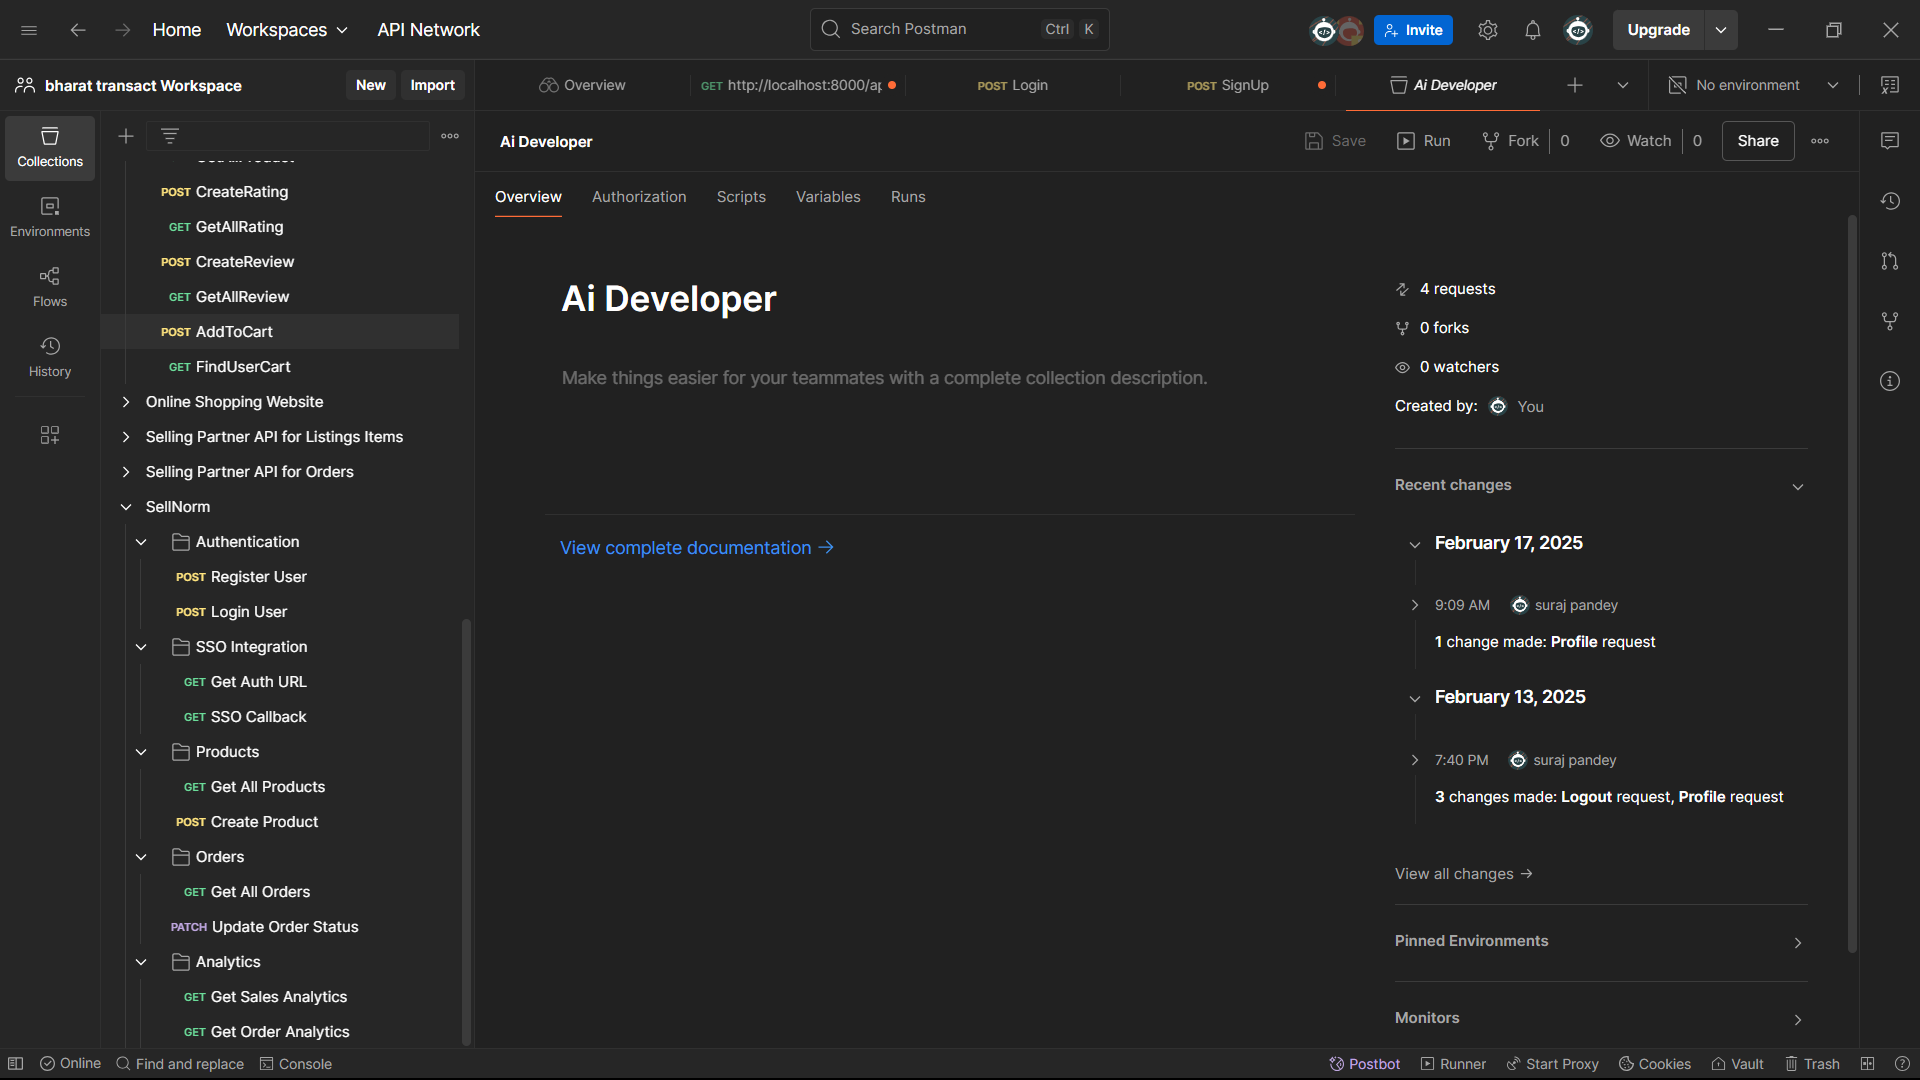 Home
Workspaces
API Network
Search Postman
Ctrl
K
Invite
Upgrade
bharat transact Workspace
New
Import
Overview
GET http://localhost:8000/ap
POST Login
POST SignUp
Ai Developer
No environment
Collections
Environments
Flows
History
POST CreateRating
GET GetAllRating
POST CreateReview
GET GetAllReview
POST AddToCart
GET FindUserCart
Online Shopping Website
Selling Partner API for Listings Items
Selling Partner API for Orders
SellNorm
Authentication
POST Register User
POST Login User
SSO Integration
GET Get Auth URL
GET SSO Callback
Products
GET Get All Products
POST Create Product
Orders
GET Get All Orders
PATCH Update Order Status
Analytics
GET Get Sales Analytics
GET Get Order Analytics
Ai Developer
Save
Run
Fork
0
Watch
0
Share
Overview
Authorization
Scripts
Variables
Runs
Ai Developer
Make things easier for your teammates with a complete collection description.
View complete documentation →
4 requests
0 forks
0 watchers
Created by: You
Recent changes
February 17, 2025
9:09 AM suraj pandey
1 change made: Profile request
February 13, 2025
7:40 PM suraj pandey
3 changes made: Logout request, Profile request
View all changes →
Pinned Environments
Monitors
Online
Find and replace
Console
Postbot
Runner
Start Proxy
Cookies
Vault
Trash